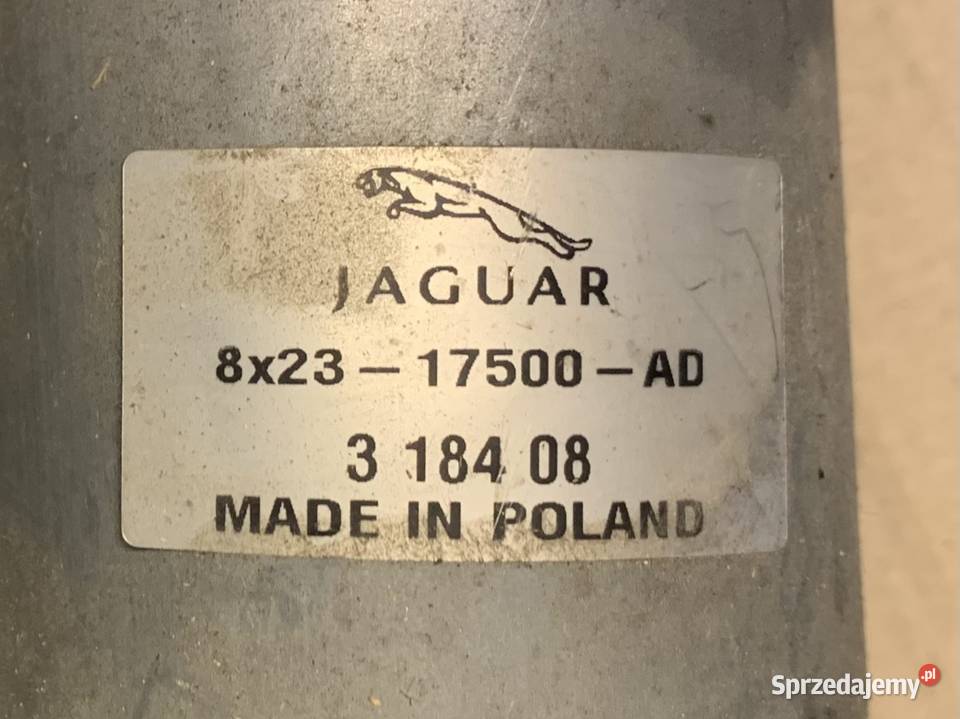 JAGUAR
8x23-17500-AD
3 184 08
MADE IN POLAND
Sprzedajemy.pl